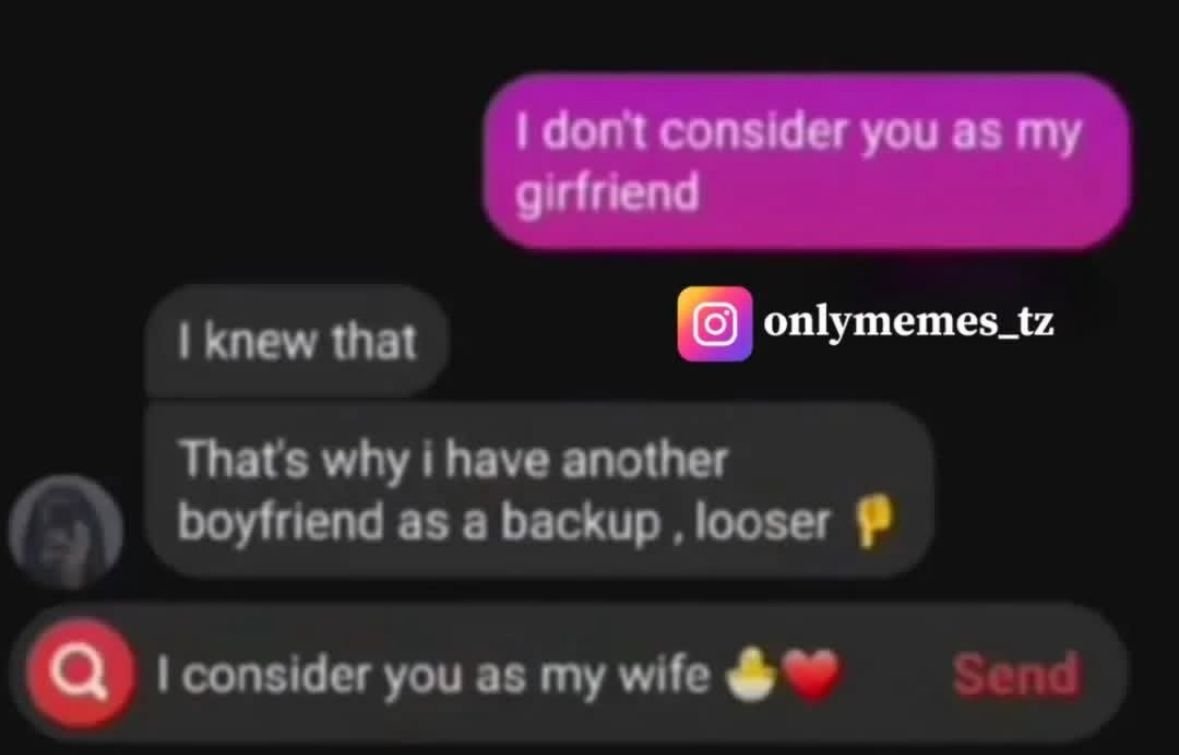 I don't consider you as my
girfriend
onlymemes_tz
I knew that
That's why i have another
boyfriend as a backup , looser 👎
I consider you as my wife 🐣❤️
Send